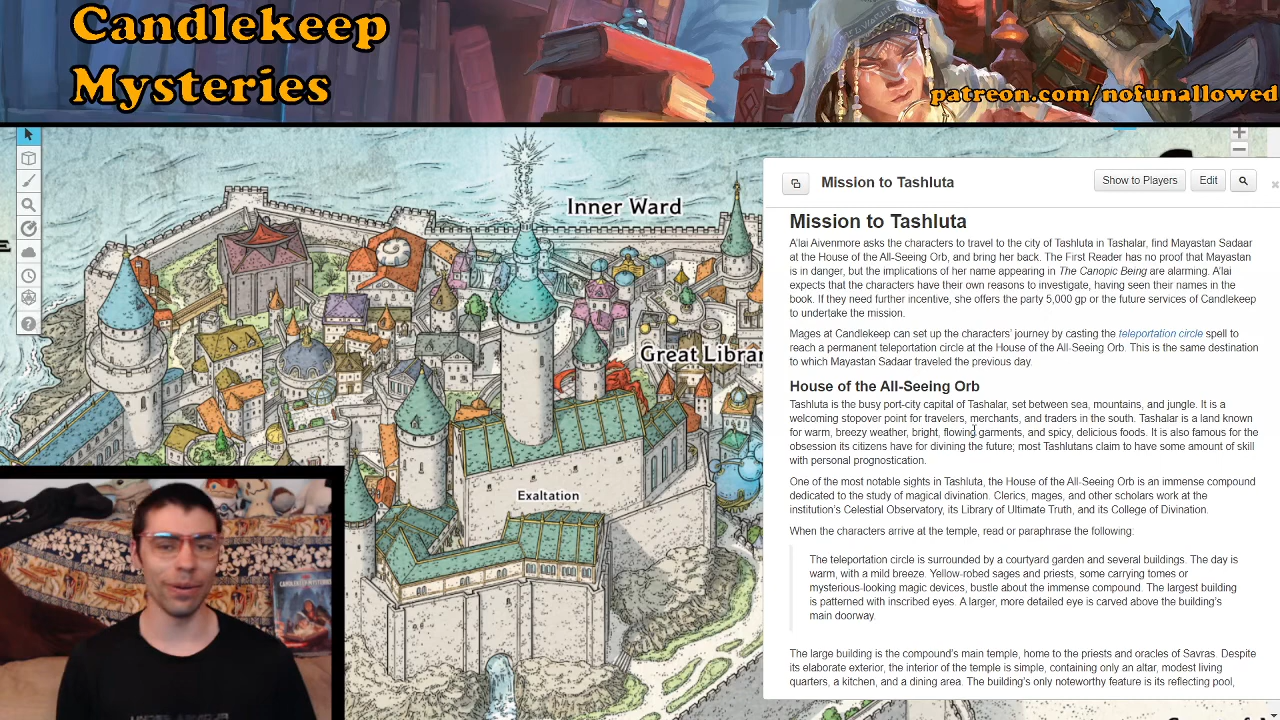 Candlekeep
Mysteries
patreon.com/nofunallowed
Inner Ward
Great Librar
Exaltation
Mission to Tashluta
Show to Players
Edit
Mission to Tashluta
A'lai Aivenmore asks the characters to travel to the city of Tashluta in Tashalar, find Mayastan Sadaar
at the House of the All-Seeing Orb, and bring her back. The First Reader has no proof that Mayastan
is in danger, but the implications of her name appearing in The Canopic Being are alarming. A'lai
expects that the characters have their own reasons to investigate, having seen their names in the
book. If they need further incentive, she offers the party 5,000 gp or the future services of Candlekeep
to undertake the mission.
Mages at Candlekeep can set up the characters' journey by casting the teleportation circle spell to
reach a permanent teleportation circle at the House of the All-Seeing Orb. This is the same destination
to which Mayastan Sadaar traveled the previous day.
House of the All-Seeing Orb
Tashluta is the busy port-city capital of Tashalar, set between sea, mountains, and jungle. It is a
welcoming stopover point for travelers, merchants, and traders in the south. Tashalar is a land known
for warm, breezy weather, bright, flowing garments, and spicy, delicious foods. It is also famous for the
obsession its citizens have for divining the future; most Tashlutans claim to have some amount of skill
with personal prognostication.
One of the most notable sights in Tashluta, the House of the All-Seeing Orb is an immense compound
dedicated to the study of magical divination. Clerics, mages, and other scholars work at the
institution's Celestial Observatory, its Library of Ultimate Truth, and its College of Divination.
When the characters arrive at the temple, read or paraphrase the following:
The teleportation circle is surrounded by a courtyard garden and several buildings. The day is
warm, with a mild breeze. Yellow-robed sages and priests, some carrying tomes or
mysterious-looking magic devices, bustle about the immense compound. The largest building
is patterned with inscribed eyes. A larger, more detailed eye is carved above the building's
main doorway.
The large building is the compound's main temple, home to the priests and oracles of Savras. Despite
its elaborate exterior, the interior of the temple is simple, containing only an altar, modest living
quarters, a kitchen, and a dining area. The building's only noteworthy feature is its reflecting pool,
CANDLEKEEP MYSTERIES